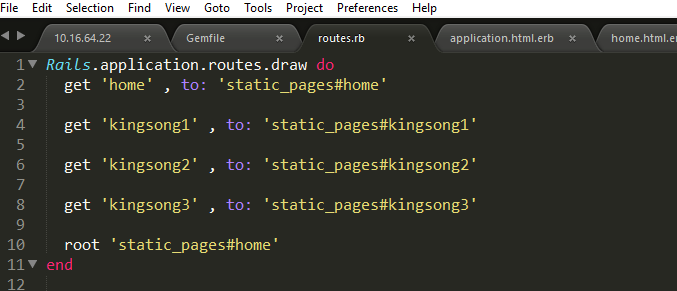 File Edit Selection Find View Goto Tools Project Preferences Help
10.16.64.22 × Gemfile × routes.rb × application.html.erb × home.html.e
1 Rails.application.routes.draw do
2 get 'home' , to: 'static_pages#home'
3
4 get 'kingsong1' , to: 'static_pages#kingsong1'
5
6 get 'kingsong2' , to: 'static_pages#kingsong2'
7
8 get 'kingsong3' , to: 'static_pages#kingsong3'
9
10 root 'static_pages#home'
11 end
12